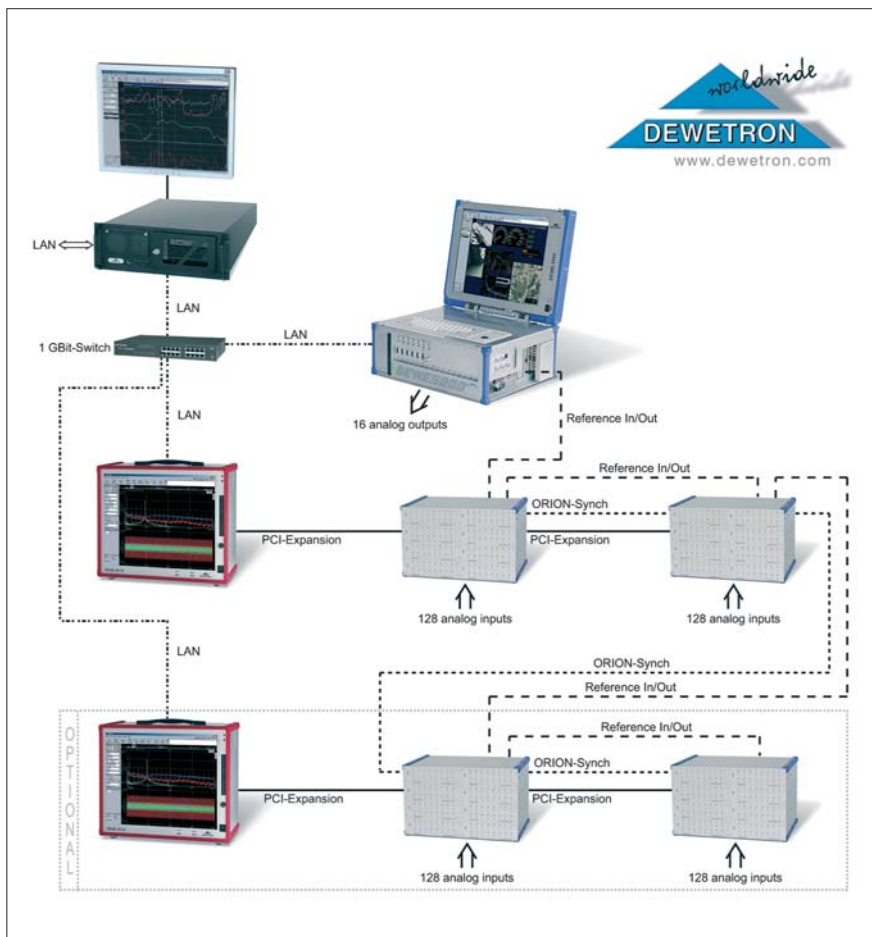 worldwide
DEWETRON
www.dewetron.com
LAN
LAN
LAN
1 GBit-Switch
LAN
16 analog outputs
Reference In/Out
Reference In/Out
ORION-Synch
PCI-Expansion
PCI-Expansion
128 analog inputs
128 analog inputs
LAN
ORION-Synch
Reference In/Out
OPTIONAL
Reference In/Out
ORION-Synch
PCI-Expansion
PCI-Expansion
128 analog inputs
128 analog inputs